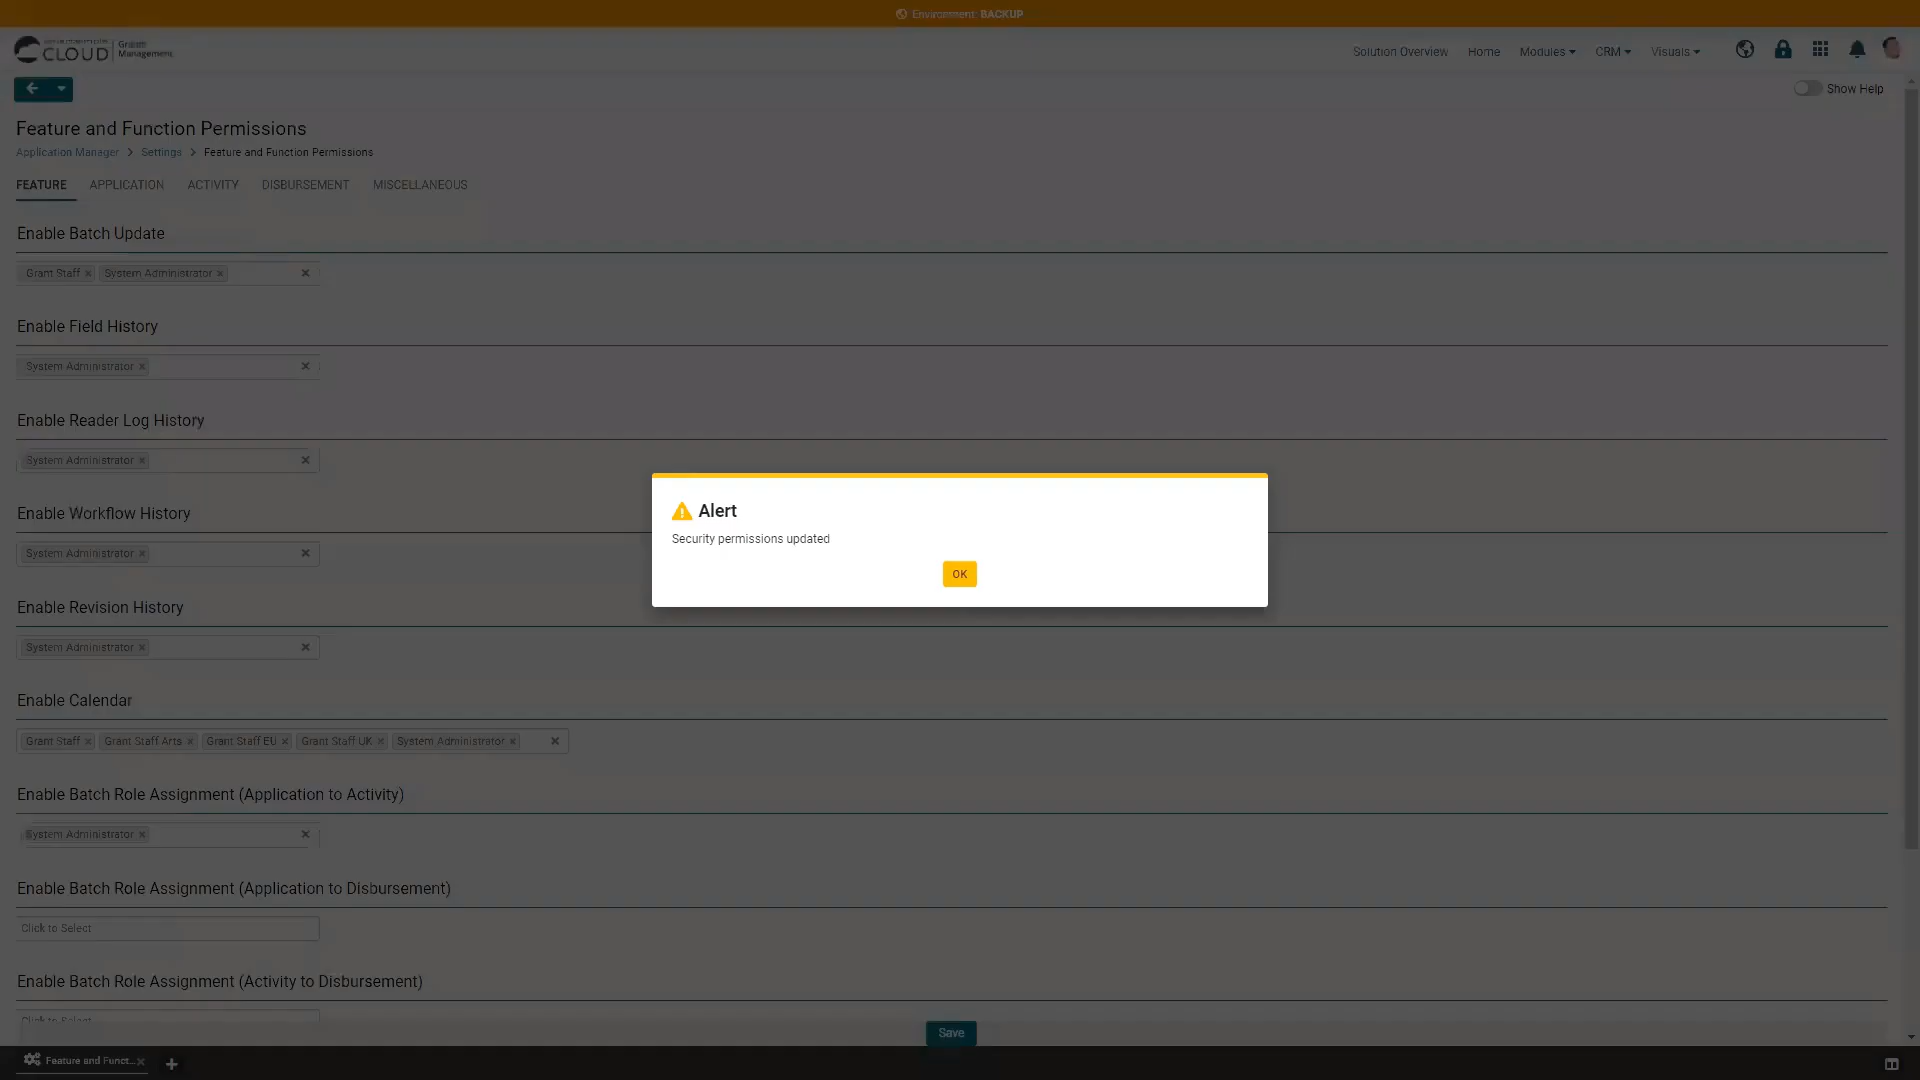 Environment: BACKUP
CLOUD
Grants
Management
Solution Overview Home Modules CRM Visuals
Show Help
Feature and Function Permissions
Application Manager > Settings > Feature and Function Permissions
FEATURE APPLICATION ACTIVITY DISBURSEMENT MISCELLANEOUS
Enable Batch Update
Grant Staff × System Administrator × ×
Enable Field History
System Administrator × ×
Enable Reader Log History
System Administrator × ×
Enable Workflow History
System Administrator × ×
Enable Revision History
System Administrator × ×
Enable Calendar
Grant Staff × Grant Staff Arts × Grant Staff EU × Grant Staff UK × System Administrator × ×
Enable Batch Role Assignment (Application to Activity)
System Administrator × ×
Enable Batch Role Assignment (Application to Disbursement)
Click to Select
Enable Batch Role Assignment (Activity to Disbursement)
Click to Select
Alert
Security permissions updated
OK
Save
Feature and Funct... ×